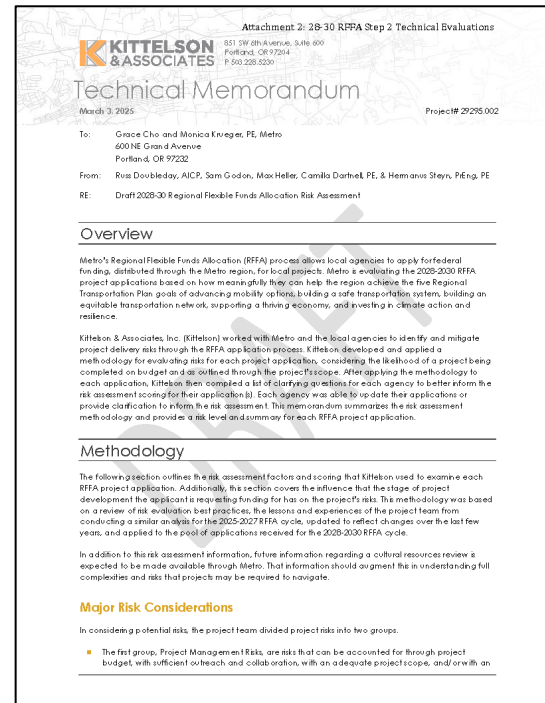 Attachment 2: 28-30 RFFA Step 2 Technical Evaluations
KITTELSON
& ASSOCIATES
851 SW 6th Avenue, Suite 600
Portland, OR 97204
P 503.228.5230
Technical Memorandum
March 3, 2025
Project# 29295.002
To: Grace Cho and Monica Krueger, PE, Metro
600 NE Grand Avenue
Portland, OR 97232
From: Russ Doubleday, AICP, Sam Godon, Max Heller, Camilla Dartnell, PE, & Hermanus Steyn, PrEng, PE
RE: Draft 2028-30 Regional Flexible Funds Allocation Risk Assessment
Overview
Metro's Regional Flexible Funds Allocation (RFFA) process allows local agencies to apply for federal
funding, distributed through the Metro region, for local projects. Metro is evaluating the 2028-2030 RFFA
project applications based on how meaningfully they can help the region achieve the five Regional
Transportation Plan goals of advancing mobility options, building a safe transportation system, building an
equitable transportation network, supporting a thriving economy, and investing in climate action and
resilience.
Kittelson & Associates, Inc. (Kittelson) worked with Metro and the local agencies to identify and mitigate
project delivery risks through the RFFA application process. Kittelson developed and applied a
methodology for evaluating risks for each project application, considering the likelihood of a project being
completed on budget and as outlined through the project's scope. After applying the methodology to
each application, Kittelson then compiled a list of clarifying questions for each agency to better inform the
risk assessment scoring for their application(s). Each agency was able to update their applications or
provide clarification to inform the risk assessment. This memorandum summarizes the risk assessment
methodology and provides a risk level and summary for each RFFA project application.
Methodology
The following section outlines the risk assessment factors and scoring that Kittelson used to examine each
RFFA project application. Additionally, this section covers the influence that the stage of project
development the applicant is requesting funding for has on the project's risks. This methodology was based
on a review of risk evaluation best practices, the lessons and experiences of the project team from
conducting a similar analysis for the 2025-2027 RFFA cycle, updated to reflect changes over the last few
years, and applied to the pool of applications received for the 2028-2030 RFFA cycle.
In addition to this risk assessment information, future information regarding a cultural resources review is
expected to be made available through Metro. That information should augment this in understanding full
complexities and risks that projects may be required to navigate.
Major Risk Considerations
In considering potential risks, the project team divided project risks into two groups.
The first group, Project Management Risks, are risks that can be accounted for through project
budget, with sufficient outreach and collaboration, with an adequate project scope, and/or with an
DRAFT